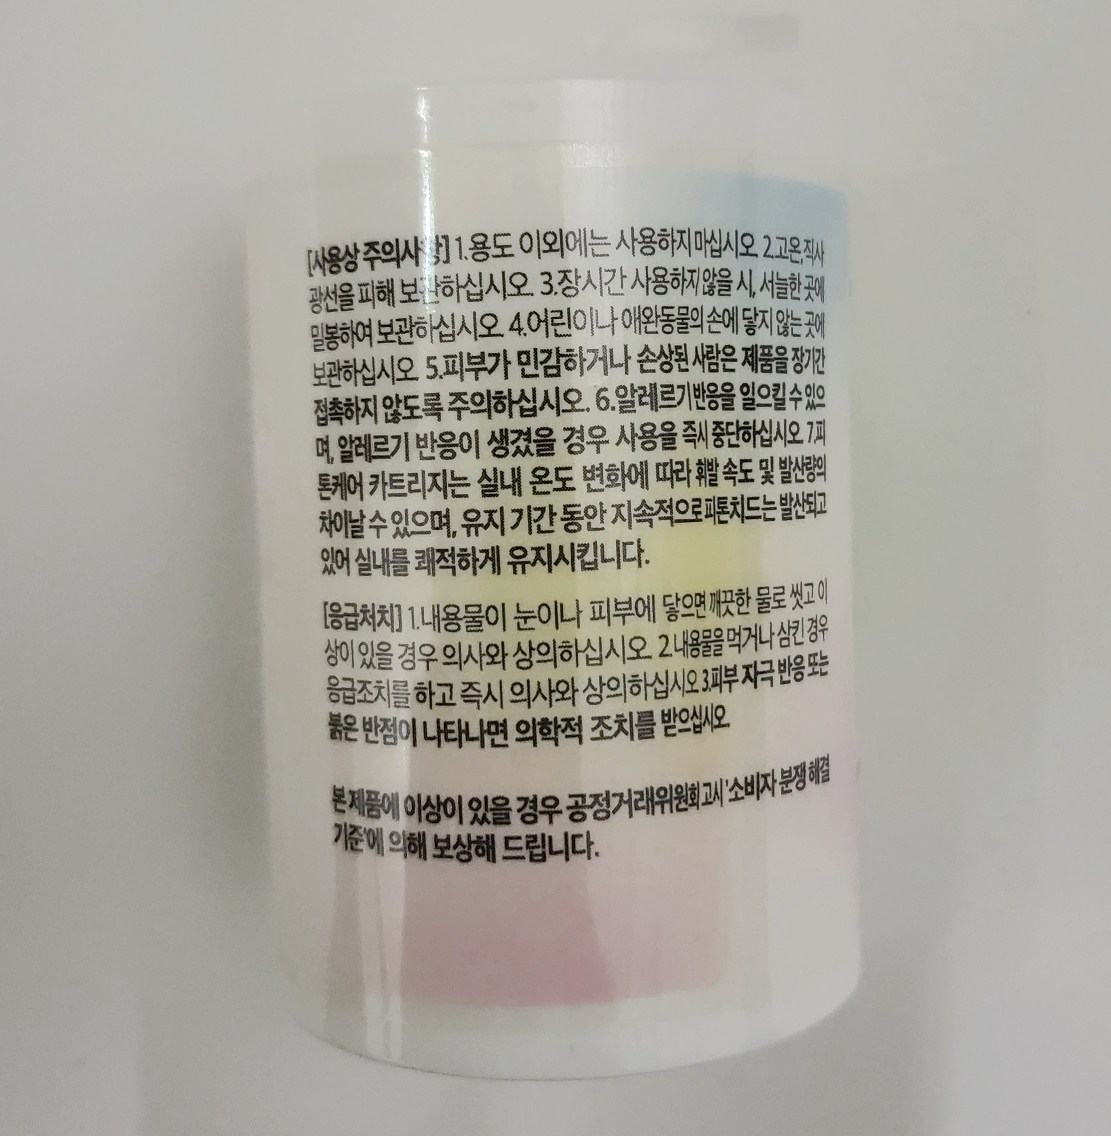 [사용상 주의사항] 1.용도 이외에는 사용하지 마십시오. 2.고온,직사
광선을 피해 보관하십시오. 3.장시간 사용하지 않을 시, 서늘한 곳에
밀봉하여 보관하십시오. 4.어린이나 애완동물의 손에 닿지 않는 곳에
보관하십시오. 5.피부가 민감하거나 손상된 사람은 제품을 장기간
접촉하지 않도록 주의하십시오. 6.알레르기 반응을 일으킬 수 있으
며, 알레르기 반응이 생겼을 경우 사용을 즉시 중단하십시오. 7.피
톤케어 카트리지는 실내 온도 변화에 따라 휘발 속도 및 발산량의
차이날 수 있으며, 유지 기간 동안 지속적으로 피톤치드는 발산되고
있어 실내를 쾌적하게 유지시킵니다.
[응급처치] 1.내용물이 눈이나 피부에 닿으면 깨끗한 물로 씻고 이
상이 있을 경우 의사와 상의하십시오. 2.내용물을 먹거나 삼킨 경우
응급조치를 하고 즉시 의사와 상의하십시오 3.피부 자극 반응 또는
붉은 반점이 나타나면 의학적 조치를 받으십시오.
본 제품에 이상이 있을 경우 공정거래위원회 고시 '소비자 분쟁 해결
기준'에 의해 보상해 드립니다.